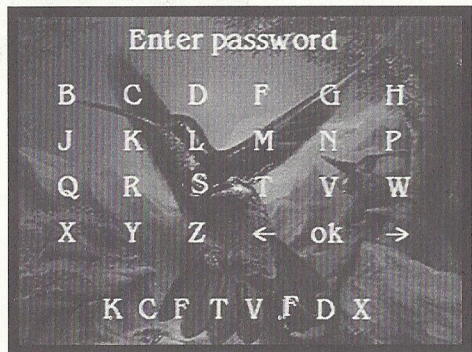 Enter password
B C D F G H
J K L M N P
Q R S T V W
X Y Z ← ok →
K C F T V F D X